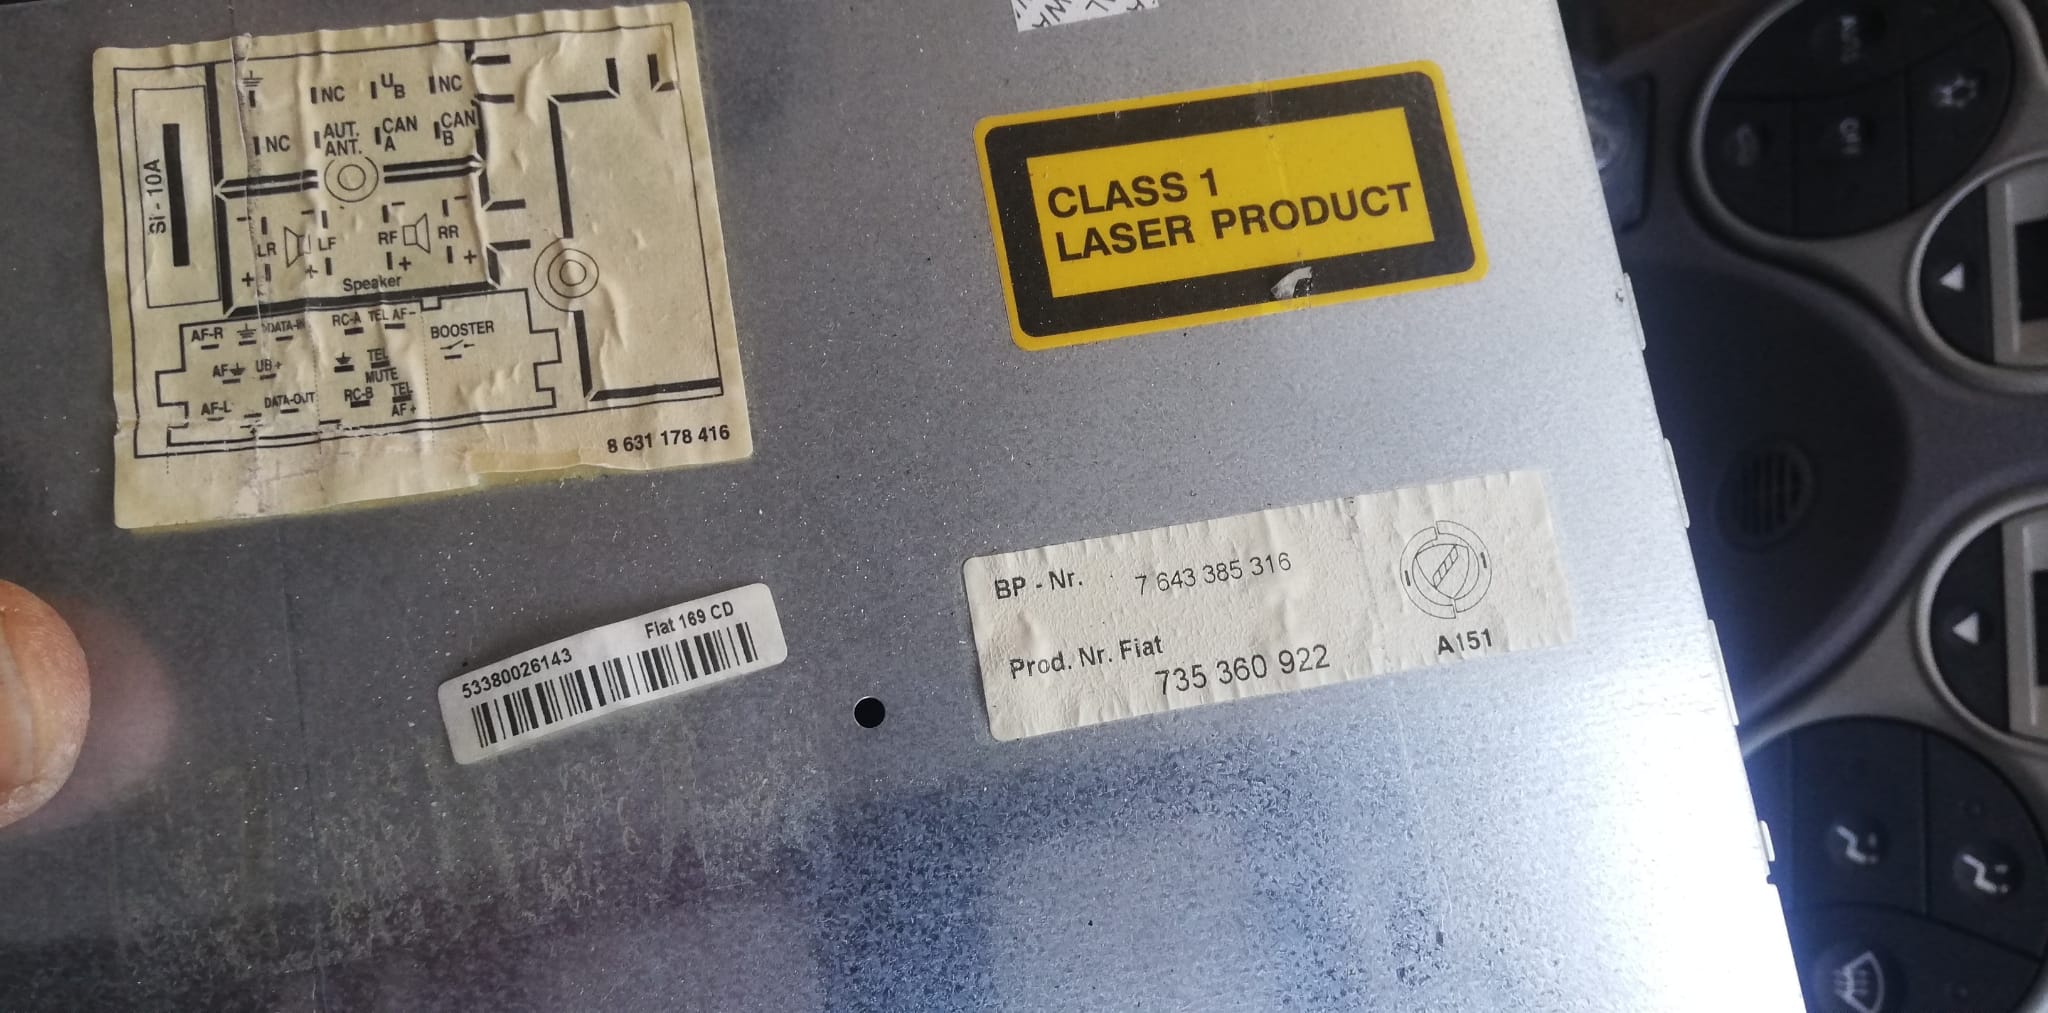 NC
U
B
NC
NC
AUT.
ANT.
CAN
A
CAN
B
SI - 10A
- - - -
LR LF RF RR
+ + + +
Speaker
AF-R DATA-IN RC-A TEL AF-
BOOSTER
AF UB+ TEL
MUTE
AF-L DATA-OUT RC-B TEL
AF+
8 631 178 416
CLASS 1
LASER PRODUCT
53380026143 Fiat 169 CD
BP - Nr. 7 643 385 316
Prod. Nr. Fiat
735 360 922
A151